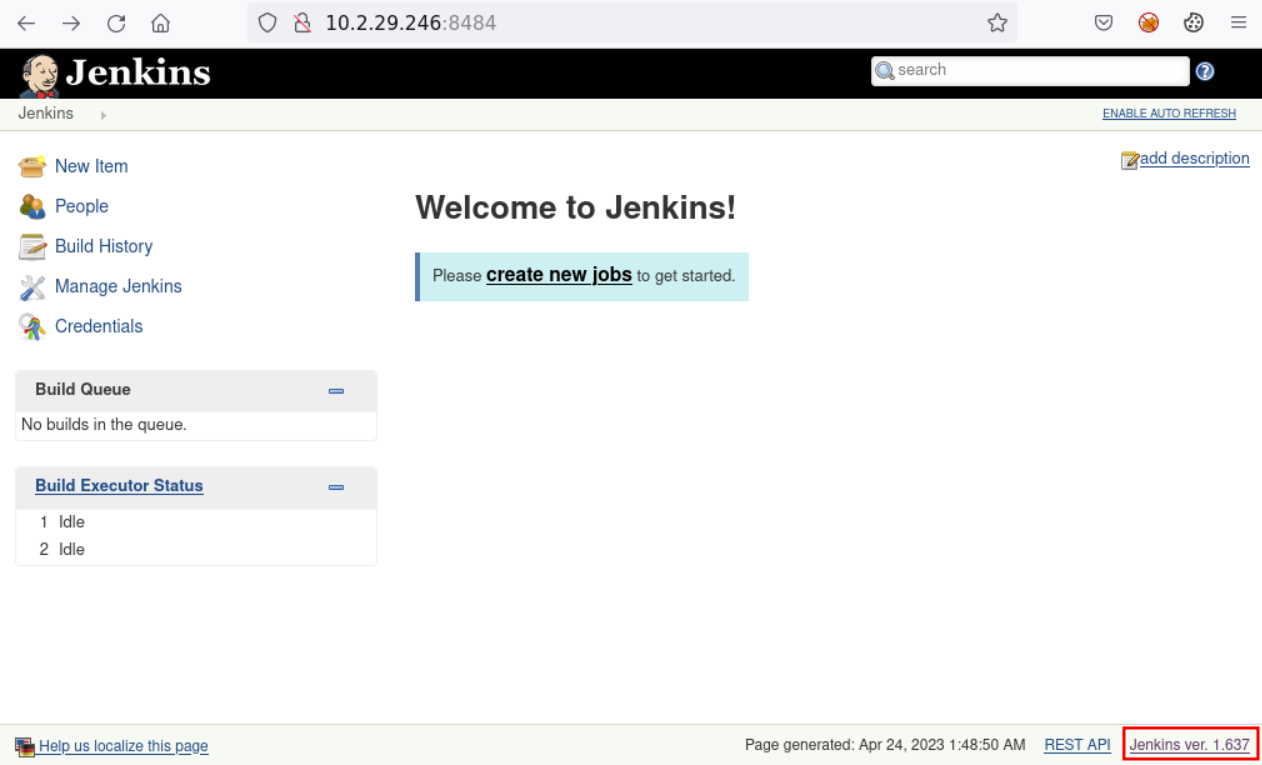 10.2.29.246:8484
Jenkins
search
Jenkins
ENABLE AUTO REFRESH
New Item
People
Build History
Manage Jenkins
Credentials
Build Queue
No builds in the queue.
Build Executor Status
1 Idle
2 Idle
add description
Welcome to Jenkins!
Please create new jobs to get started.
Help us localize this page
Page generated: Apr 24, 2023 1:48:50 AM REST API Jenkins ver. 1.637